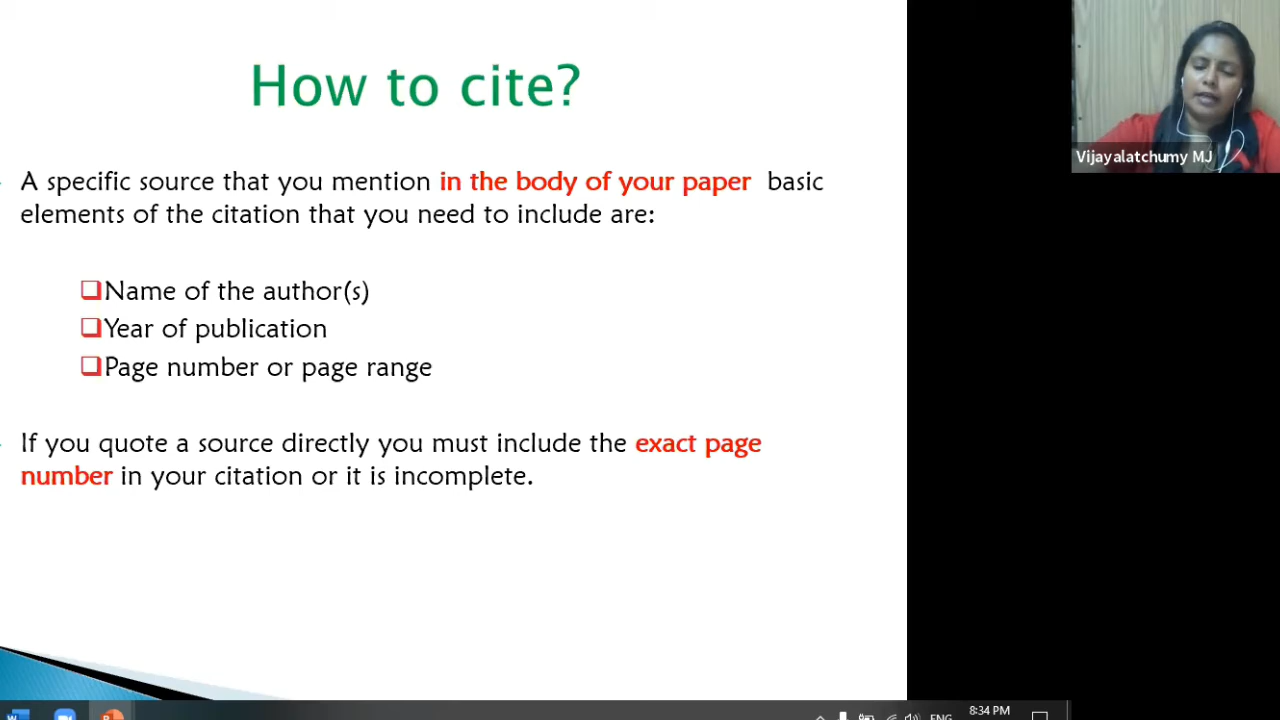 How to cite?
A specific source that you mention in the body of your paper basic
elements of the citation that you need to include are:
Name of the author(s)
Year of publication
Page number or page range
If you quote a source directly you must include the exact page
number in your citation or it is incomplete.
Vijayalatchumy MJ
8:34 PM
ENG